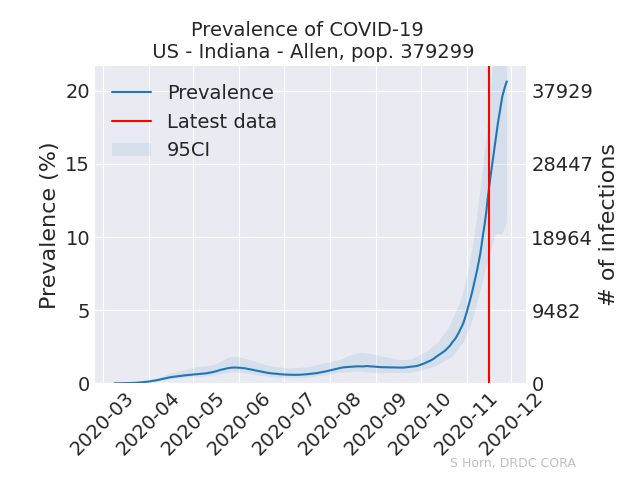 Prevalence of COVID-19
US - Indiana - Allen, pop. 379299
Prevalence
Latest data
95CI
Prevalence (%)
20
15
10
5
0
37929
28447
18964
9482
0
# of infections
2020-03
2020-04
2020-05
2020-06
2020-07
2020-08
2020-09
2020-10
2020-11
2020-12
S Horn, DRDC CORA